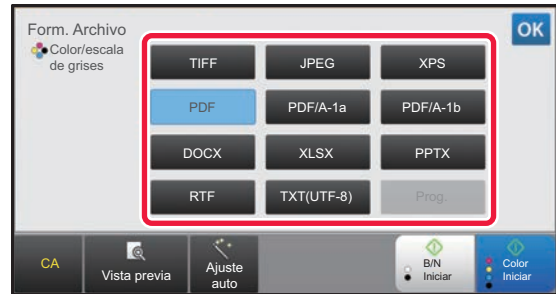 Form. Archivo
OK
Color/escala
de grises
TIFF JPEG XPS
PDF PDF/A-1a PDF/A-1b
DOCX XLSX PPTX
RTF TXT(UTF-8) Prog.
CA
Vista previa
Ajuste
auto
B/N
Iniciar
Color
Iniciar